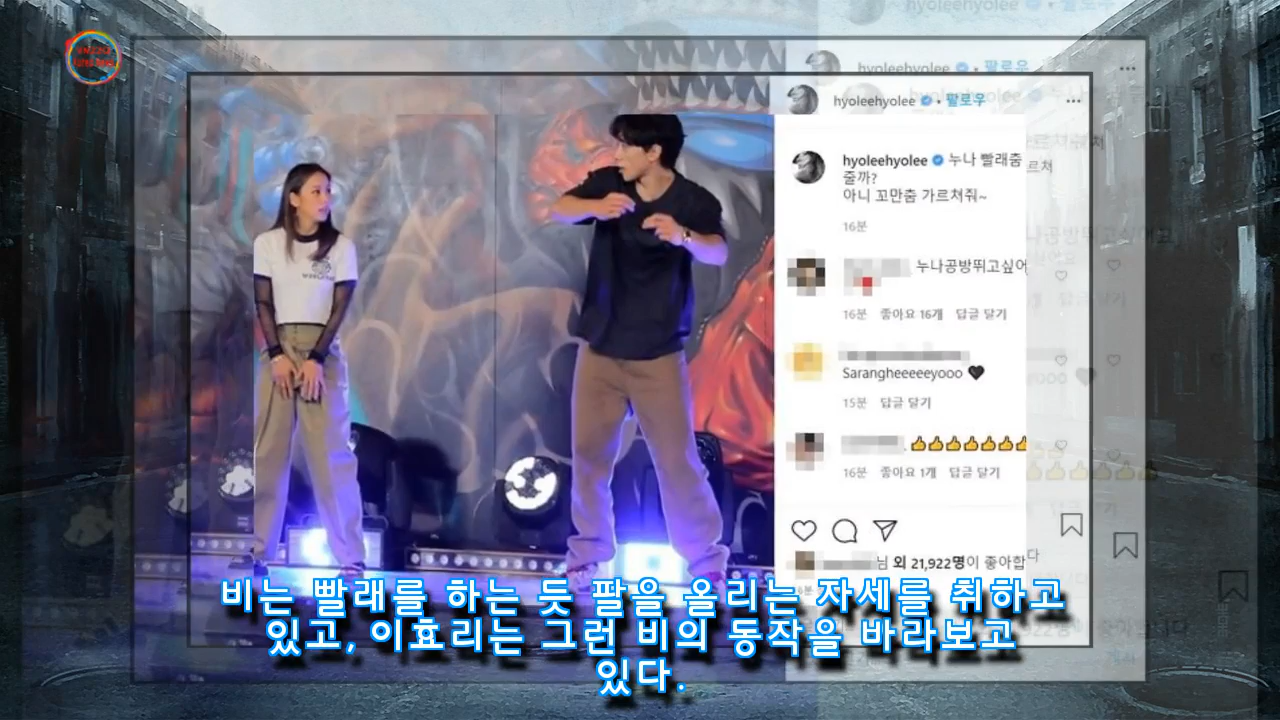 hyoleehyolee • 팔로우
hyoleehyolee 누나 빨래춤
줄까?
아니 꼬만춤 가르쳐줘~
16분
누나공방뛰고싶어
16분 좋아요 16개 답글 달기
Sarangheeeeeyooo 🖤
15분 답글 달기
👍👍👍👍👍👍👍
16분 좋아요 1개 답글 달기
님 외 21,922명이 좋아합
비는 빨래를 하는 듯 팔을 올리는 자세를 취하고
있고, 이효리는 그런 비의 동작을 바라보고
있다.